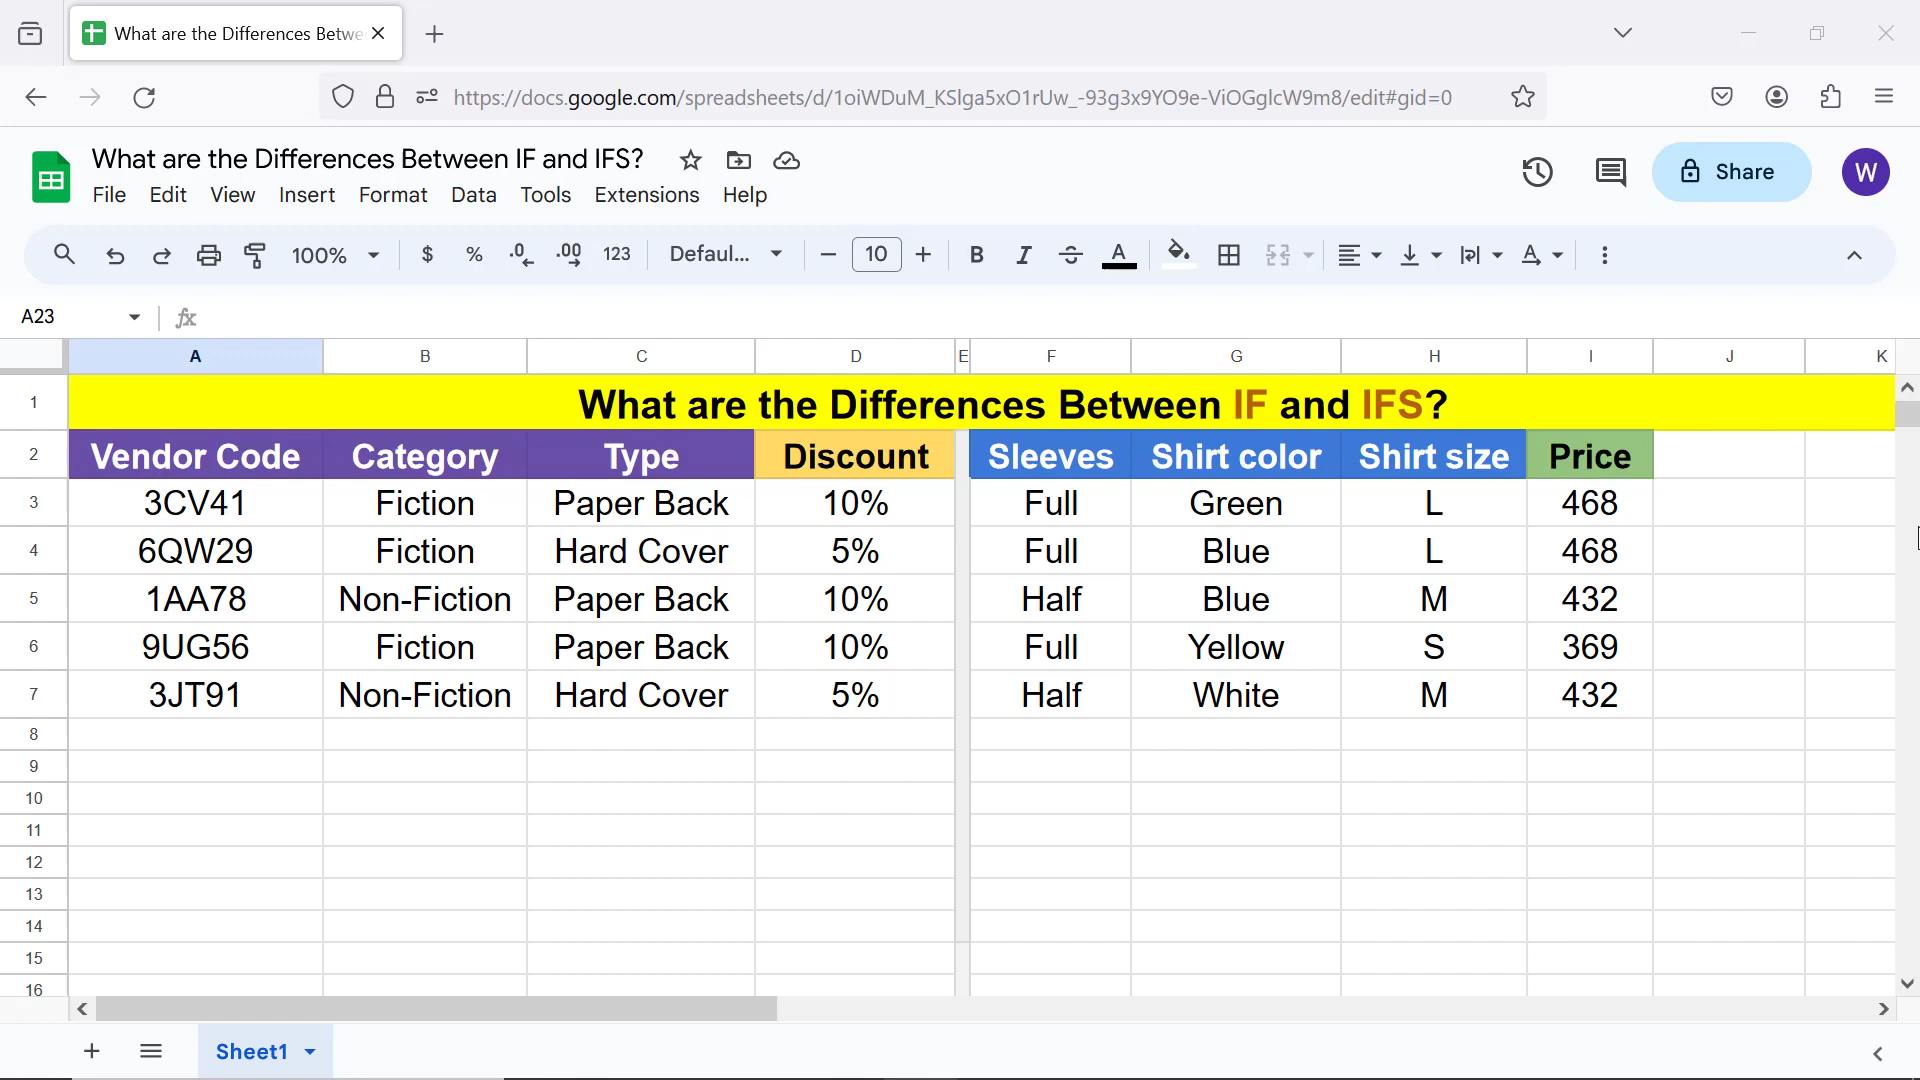 What are the Differences Betwe
https://docs.google.com/spreadsheets/d/1oiWDuM_KSlga5xO1rUw_-93g3x9YO9e-ViOGglcW9m8/edit#gid=0
What are the Differences Between IF and IFS?
File Edit View Insert Format Data Tools Extensions Help
Share
W
100% $ % .0 .00 123 Defaul... 10 B I S A
A23 fx
A B C D E F G H I J K
1 What are the Differences Between IF and IFS?
2 Vendor Code Category Type Discount Sleeves Shirt color Shirt size Price
3 3CV41 Fiction Paper Back 10% Full Green L 468
4 6QW29 Fiction Hard Cover 5% Full Blue L 468
5 1AA78 Non-Fiction Paper Back 10% Half Blue M 432
6 9UG56 Fiction Paper Back 10% Full Yellow S 369
7 3JT91 Non-Fiction Hard Cover 5% Half White M 432
8
9
10
11
12
13
14
15
16
Sheet1